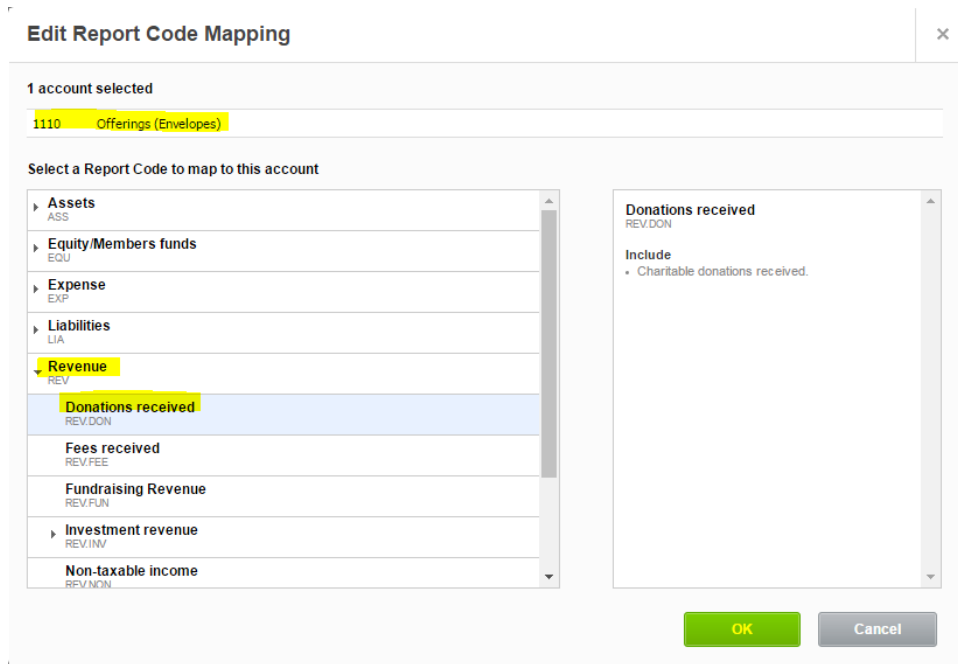 Edit Report Code Mapping
×
1 account selected
1110 Offerings (Envelopes)
Select a Report Code to map to this account
Assets
ASS
Equity/Members funds
EQU
Expense
EXP
Liabilities
LIA
Revenue
REV
Donations received
REV.DON
Fees received
REV.FEE
Fundraising Revenue
REV.FUN
Investment revenue
REV.INV
Non-taxable income
REV.NON
Donations received
REV.DON
Include
• Charitable donations received.
OK Cancel